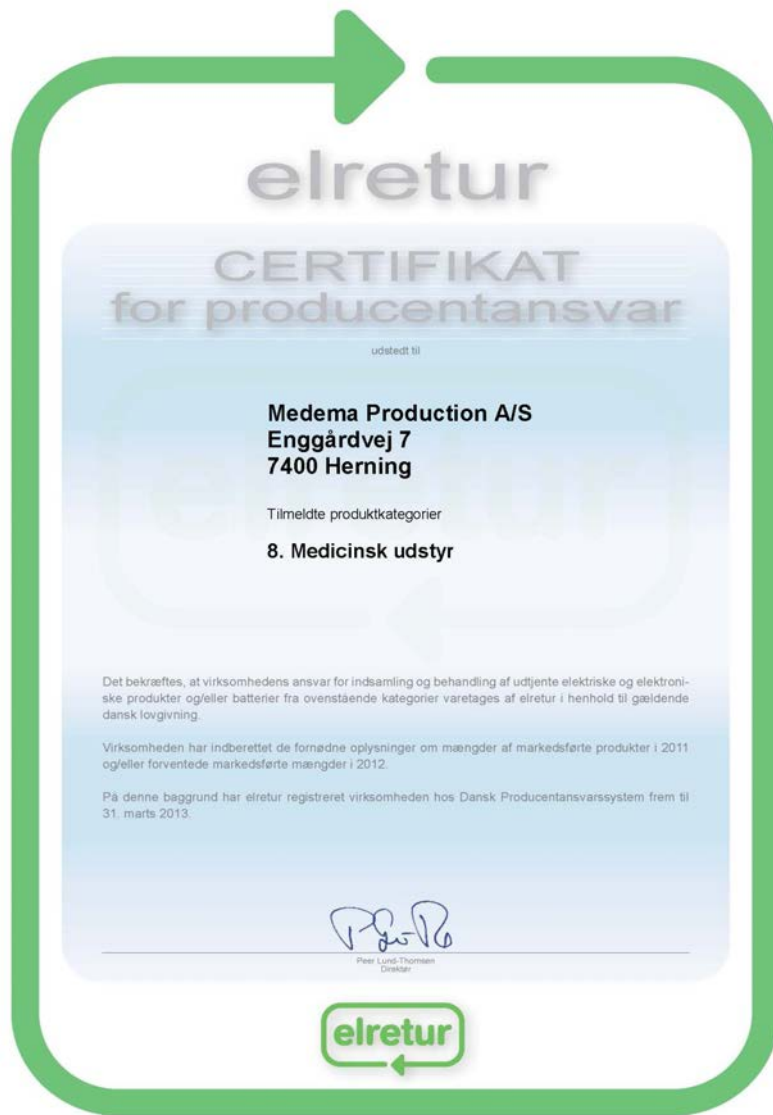 elretur
CERTIFIKAT
for producentansvar
udstedt til
Medema Production A/S
Enggårdvej 7
7400 Herning
Tilmeldte produktkategorier
8. Medicinsk udstyr
Det bekræftes, at virksomhedens ansvar for indsamling og behandling af udtjente elektriske og elektroni-
ske produkter og/eller batterier fra ovenstående kategorier varetages af elretur i henhold til gældende
dansk lovgivning.
Virksomheden har indberettet de fornødne oplysninger om mængder af markedsførte produkter i 2011
og/eller forventede markedsførte mængder i 2012.
På denne baggrund har elretur registreret virksomheden hos Dansk Producentansvarssystem frem til
31. marts 2013.
Peer Lund-Thomsen
Direktør
elretur